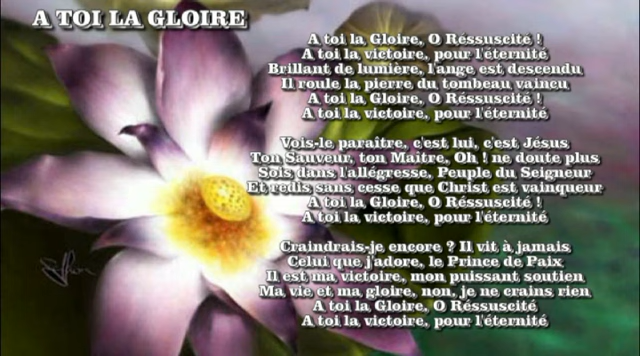 A TOI LA GLOIRE
A toi la Gloire, O Réssuscité !
A toi la victoire, pour l'éternité
Brillant de lumière, l'ange est descendu
Il roule la pierre du tombeau vaincu
A toi la Gloire, O Réssuscité !
A toi la victoire, pour l'éternité
Vois-le paraître, c'est lui, c'est Jésus
Ton Sauveur, ton Maitre, Oh ! ne doute plus
Sois dans l'allégresse, Peuple du Seigneur
Et redis sans cesse que Christ est vainqueur
A toi la Gloire, O Réssuscité !
A toi la victoire, pour l'éternité
Craindrais-je encore ? Il vit à jamais
Celui que j'adore, le Prince de Paix
Il est ma victoire, mon puissant soutien
Ma vie et ma gloire, non, je ne crains rien
A toi la Gloire, O Réssuscité
A toi la victoire, pour l'éternité